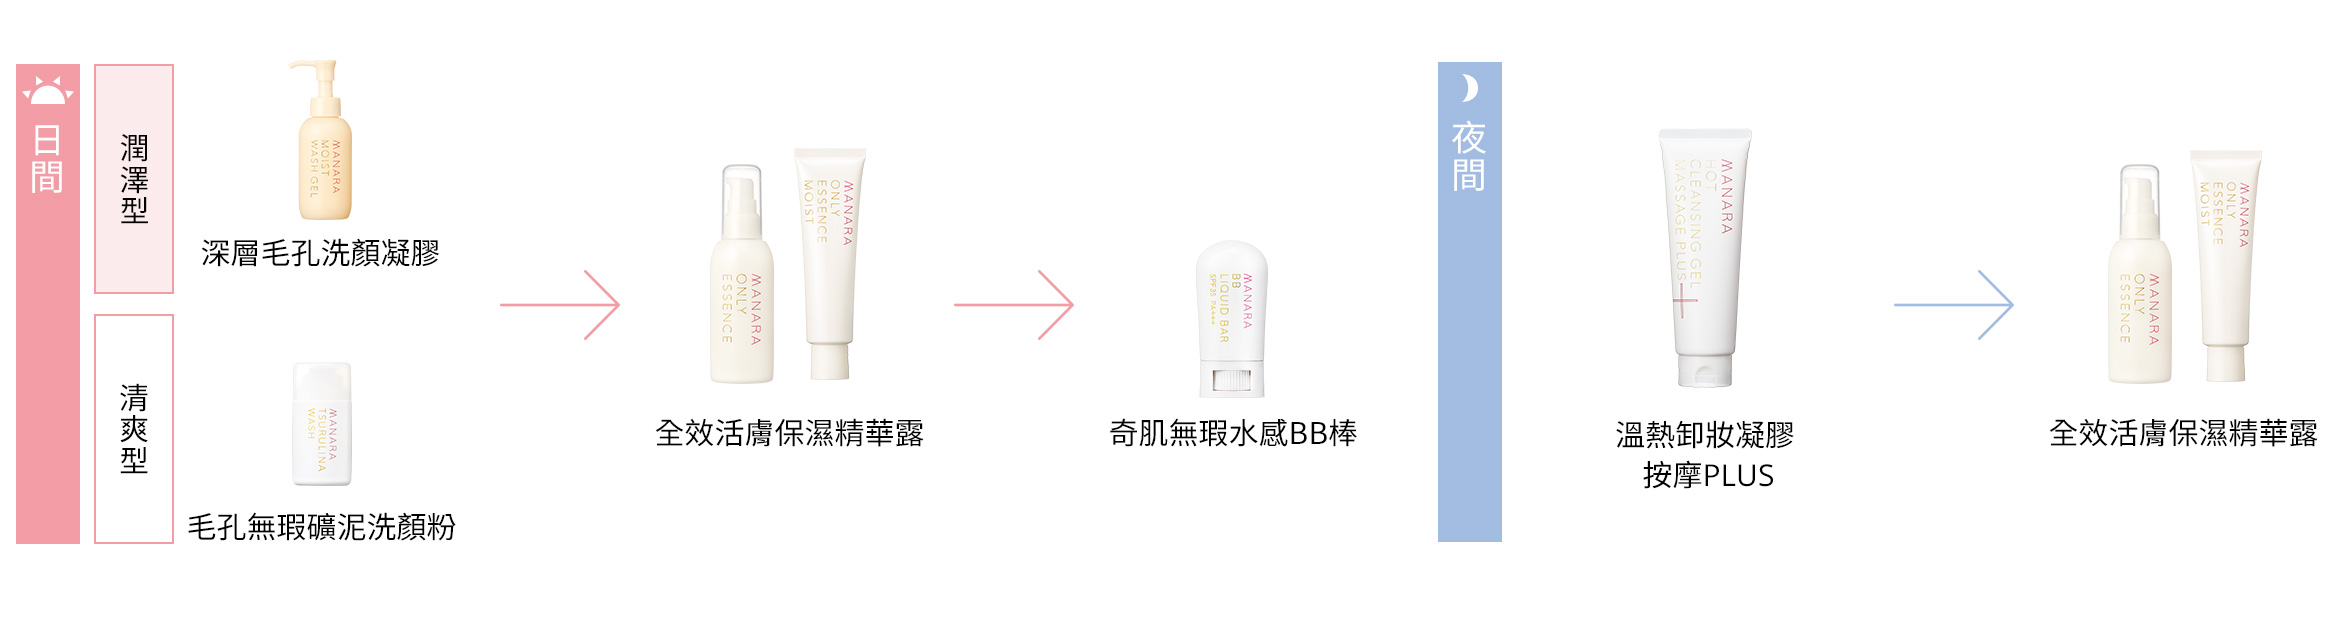 日間
潤澤型
MANARA
MOIST
WASH GEL
深層毛孔洗顏凝膠
清爽型
MANARA
TSURULINA
WASH
毛孔無瑕礦泥洗顏粉
MANARA
ONLY
ESSENCE
MANARA
ONLY
ESSENCE
MOIST
全效活膚保濕精華露
MANARA
BB
LIQUID BAR
SPF35 PA+++
奇肌無瑕水感BB棒
夜間
MANARA
HOT
CLEANSING GEL
MASSAGE PLUS+
溫熱卸妝凝膠
按摩PLUS
MANARA
ONLY
ESSENCE
MANARA
ONLY
ESSENCE
MOIST
全效活膚保濕精華露